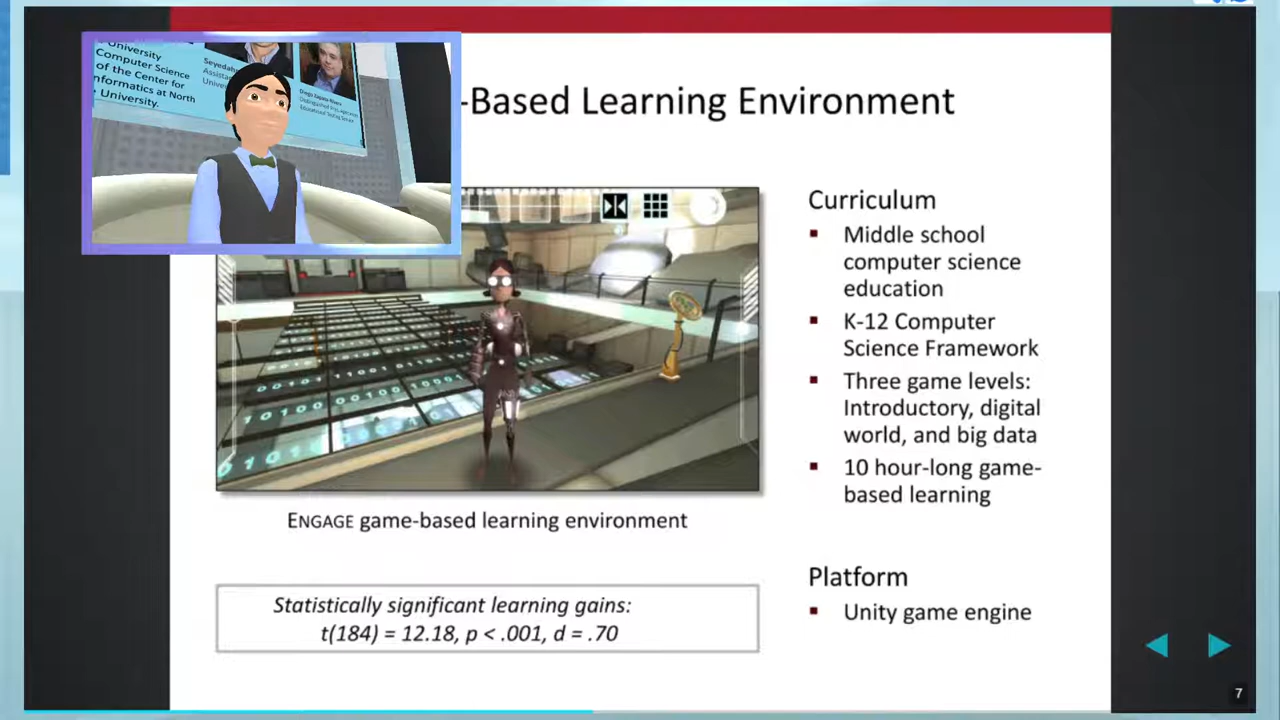 University
Computer Science
of the Center for
nformatics at North
University.
-Based Learning Environment
Curriculum
▪ Middle school
computer science
education
▪ K-12 Computer
Science Framework
▪ Three game levels:
Introductory, digital
world, and big data
▪ 10 hour-long game-
based learning
ENGAGE game-based learning environment
Statistically significant learning gains:
t(184) = 12.18, p < .001, d = .70
Platform
▪ Unity game engine
7